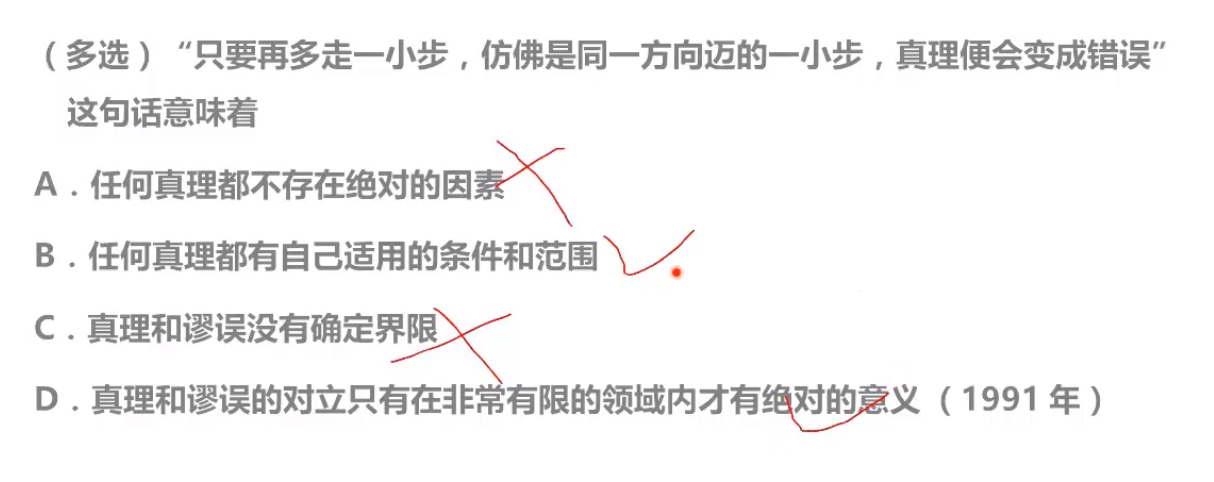 （多选）“只要再多走一小步，仿佛是同一方向迈的一小步，真理便会变成错误”
这句话意味着
A．任何真理都不存在绝对的因素
B．任何真理都有自己适用的条件和范围
C．真理和谬误没有确定界限
D．真理和谬误的对立只有在非常有限的领域内才有绝对的意义（1991 年）